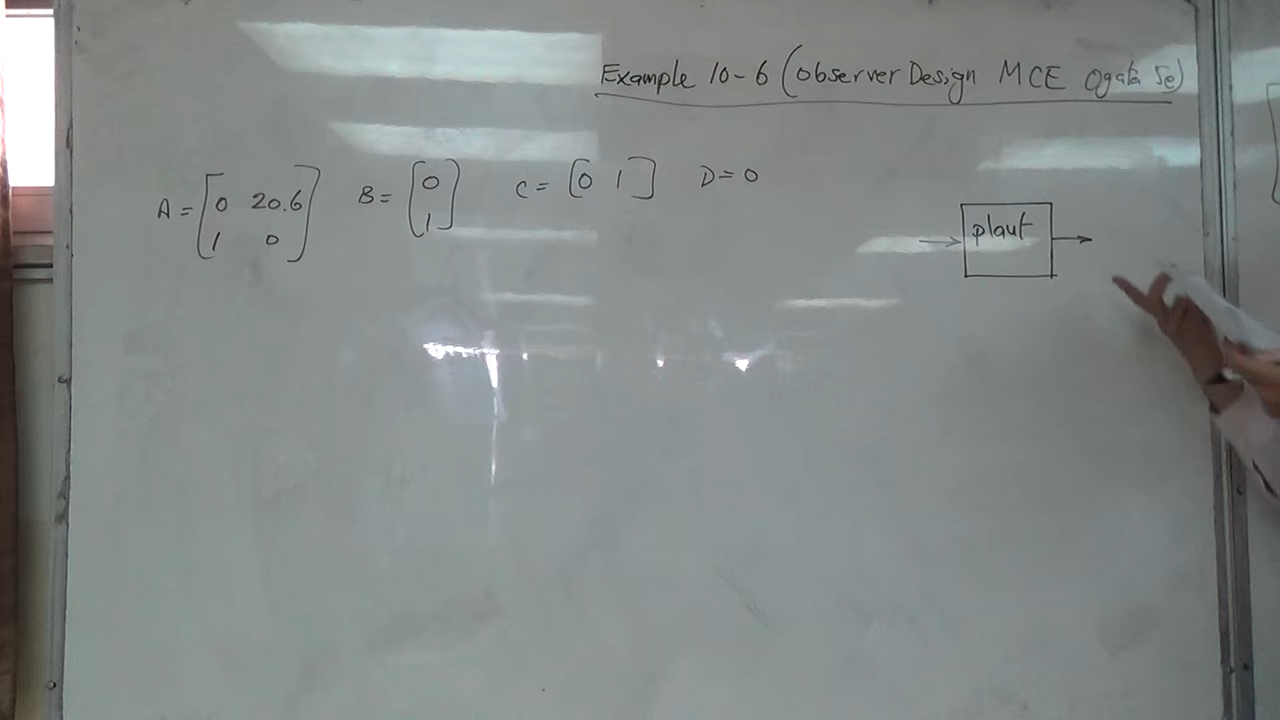 Example 10-6 (Observer Design MCE Ogata 5e)
A = [0 20.6 B = [0 C = [0 1] D = 0
1 0] 1]
plant